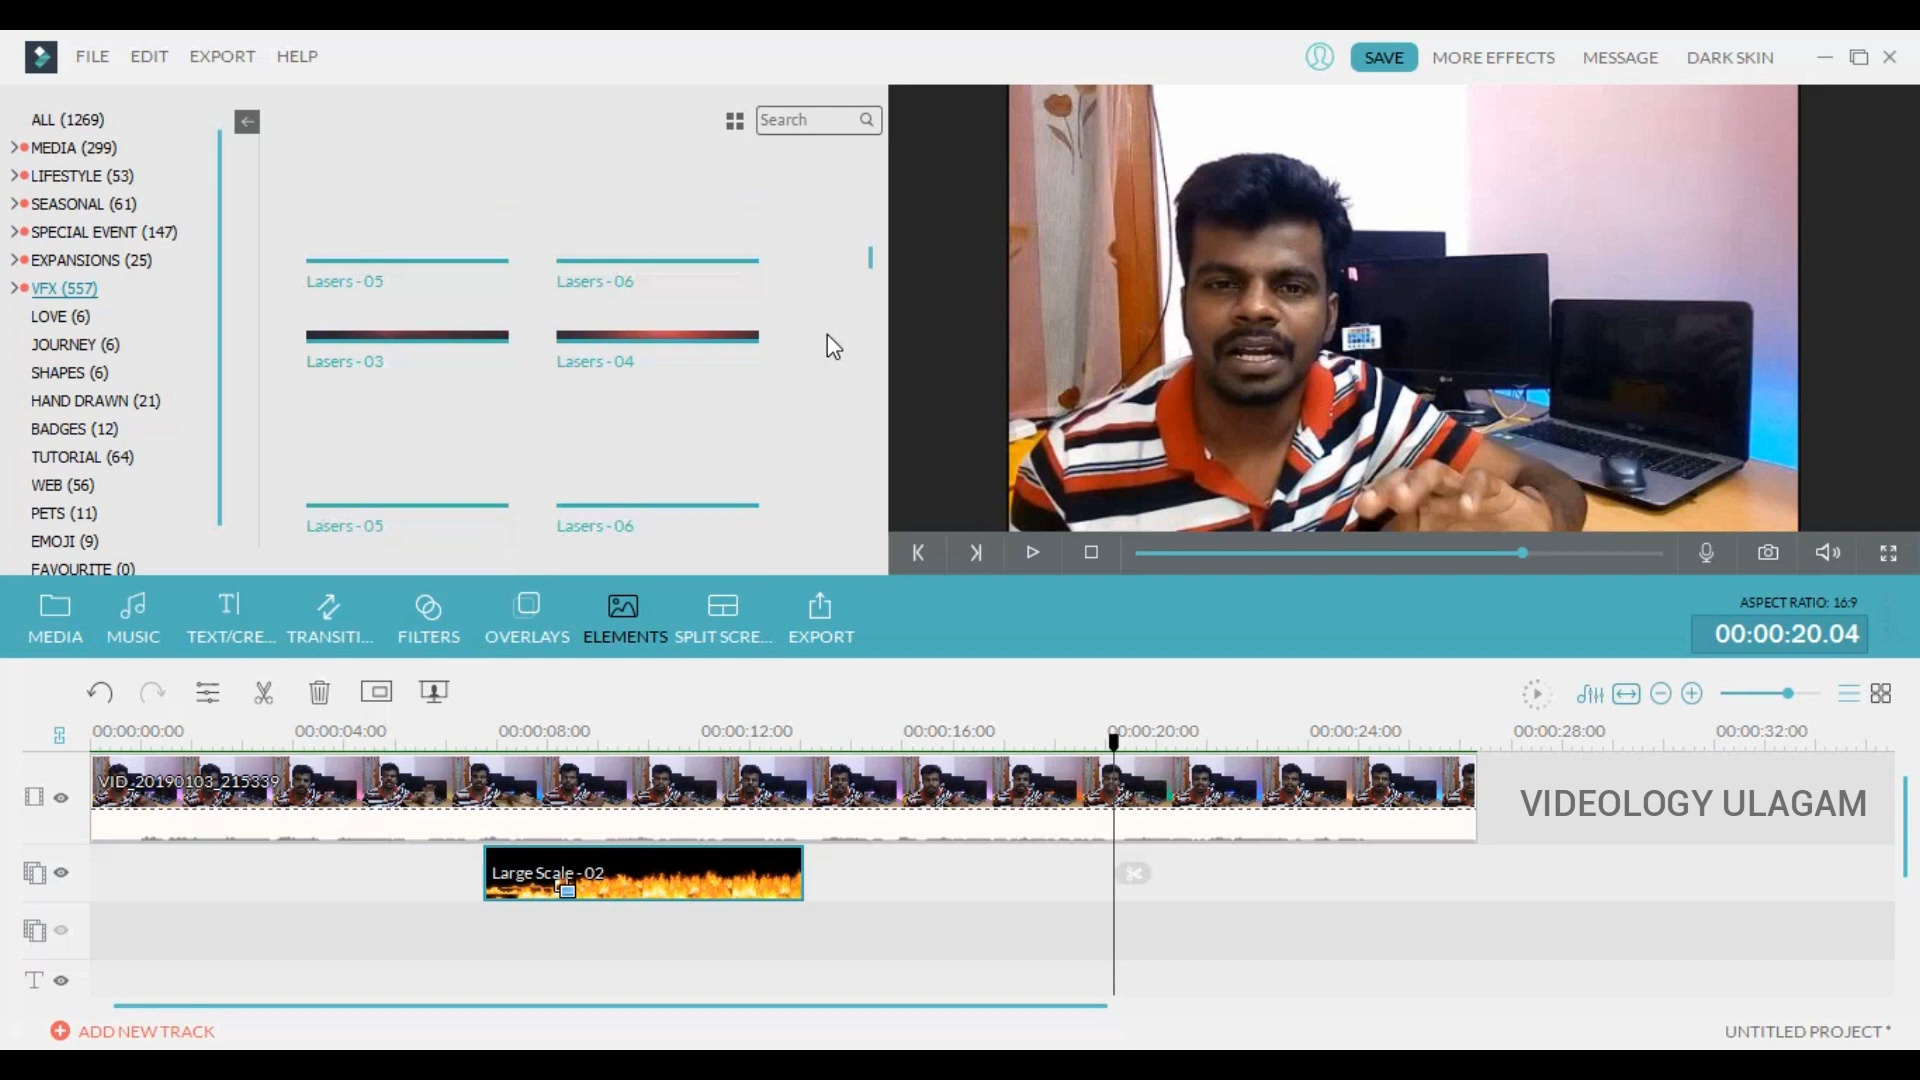 FILE EDIT EXPORT HELP
SAVE MORE EFFECTS MESSAGE DARK SKIN
ALL (1269)
MEDIA (299)
LIFESTYLE (53)
SEASONAL (61)
SPECIAL EVENT (147)
EXPANSIONS (25)
VFX (557)
LOVE (6)
JOURNEY (6)
SHAPES (6)
HAND DRAWN (21)
BADGES (12)
TUTORIAL (64)
WEB (56)
PETS (11)
EMOJI (9)
FAVOURITE (0)
Search
Lasers - 05 Lasers - 06
Lasers - 03 Lasers - 04
Lasers - 05 Lasers - 06
MEDIA MUSIC TEXT/CRE... TRANSITI... FILTERS OVERLAYS ELEMENTS SPLIT SCRE... EXPORT
ASPECT RATIO: 16:9
00:00:20.04
00:00:00:00 00:00:04:00 00:00:08:00 00:00:12:00 00:00:16:00 00:00:20:00 00:00:24:00 00:00:28:00 00:00:32:00
VID_20190103_215339
VIDEOLOGY ULAGAM
Large Scale - 02
ADD NEW TRACK
UNTITLED PROJECT *